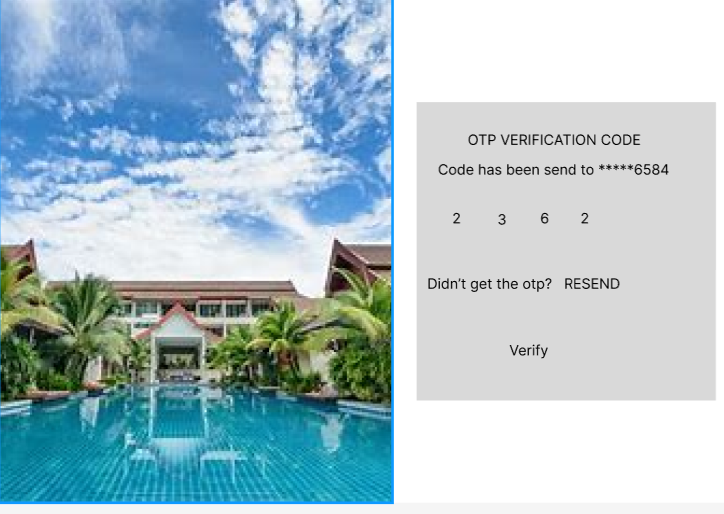 OTP VERIFICATION CODE
Code has been send to *****6584
2 3 6 2
Didn't get the otp? RESEND
Verify